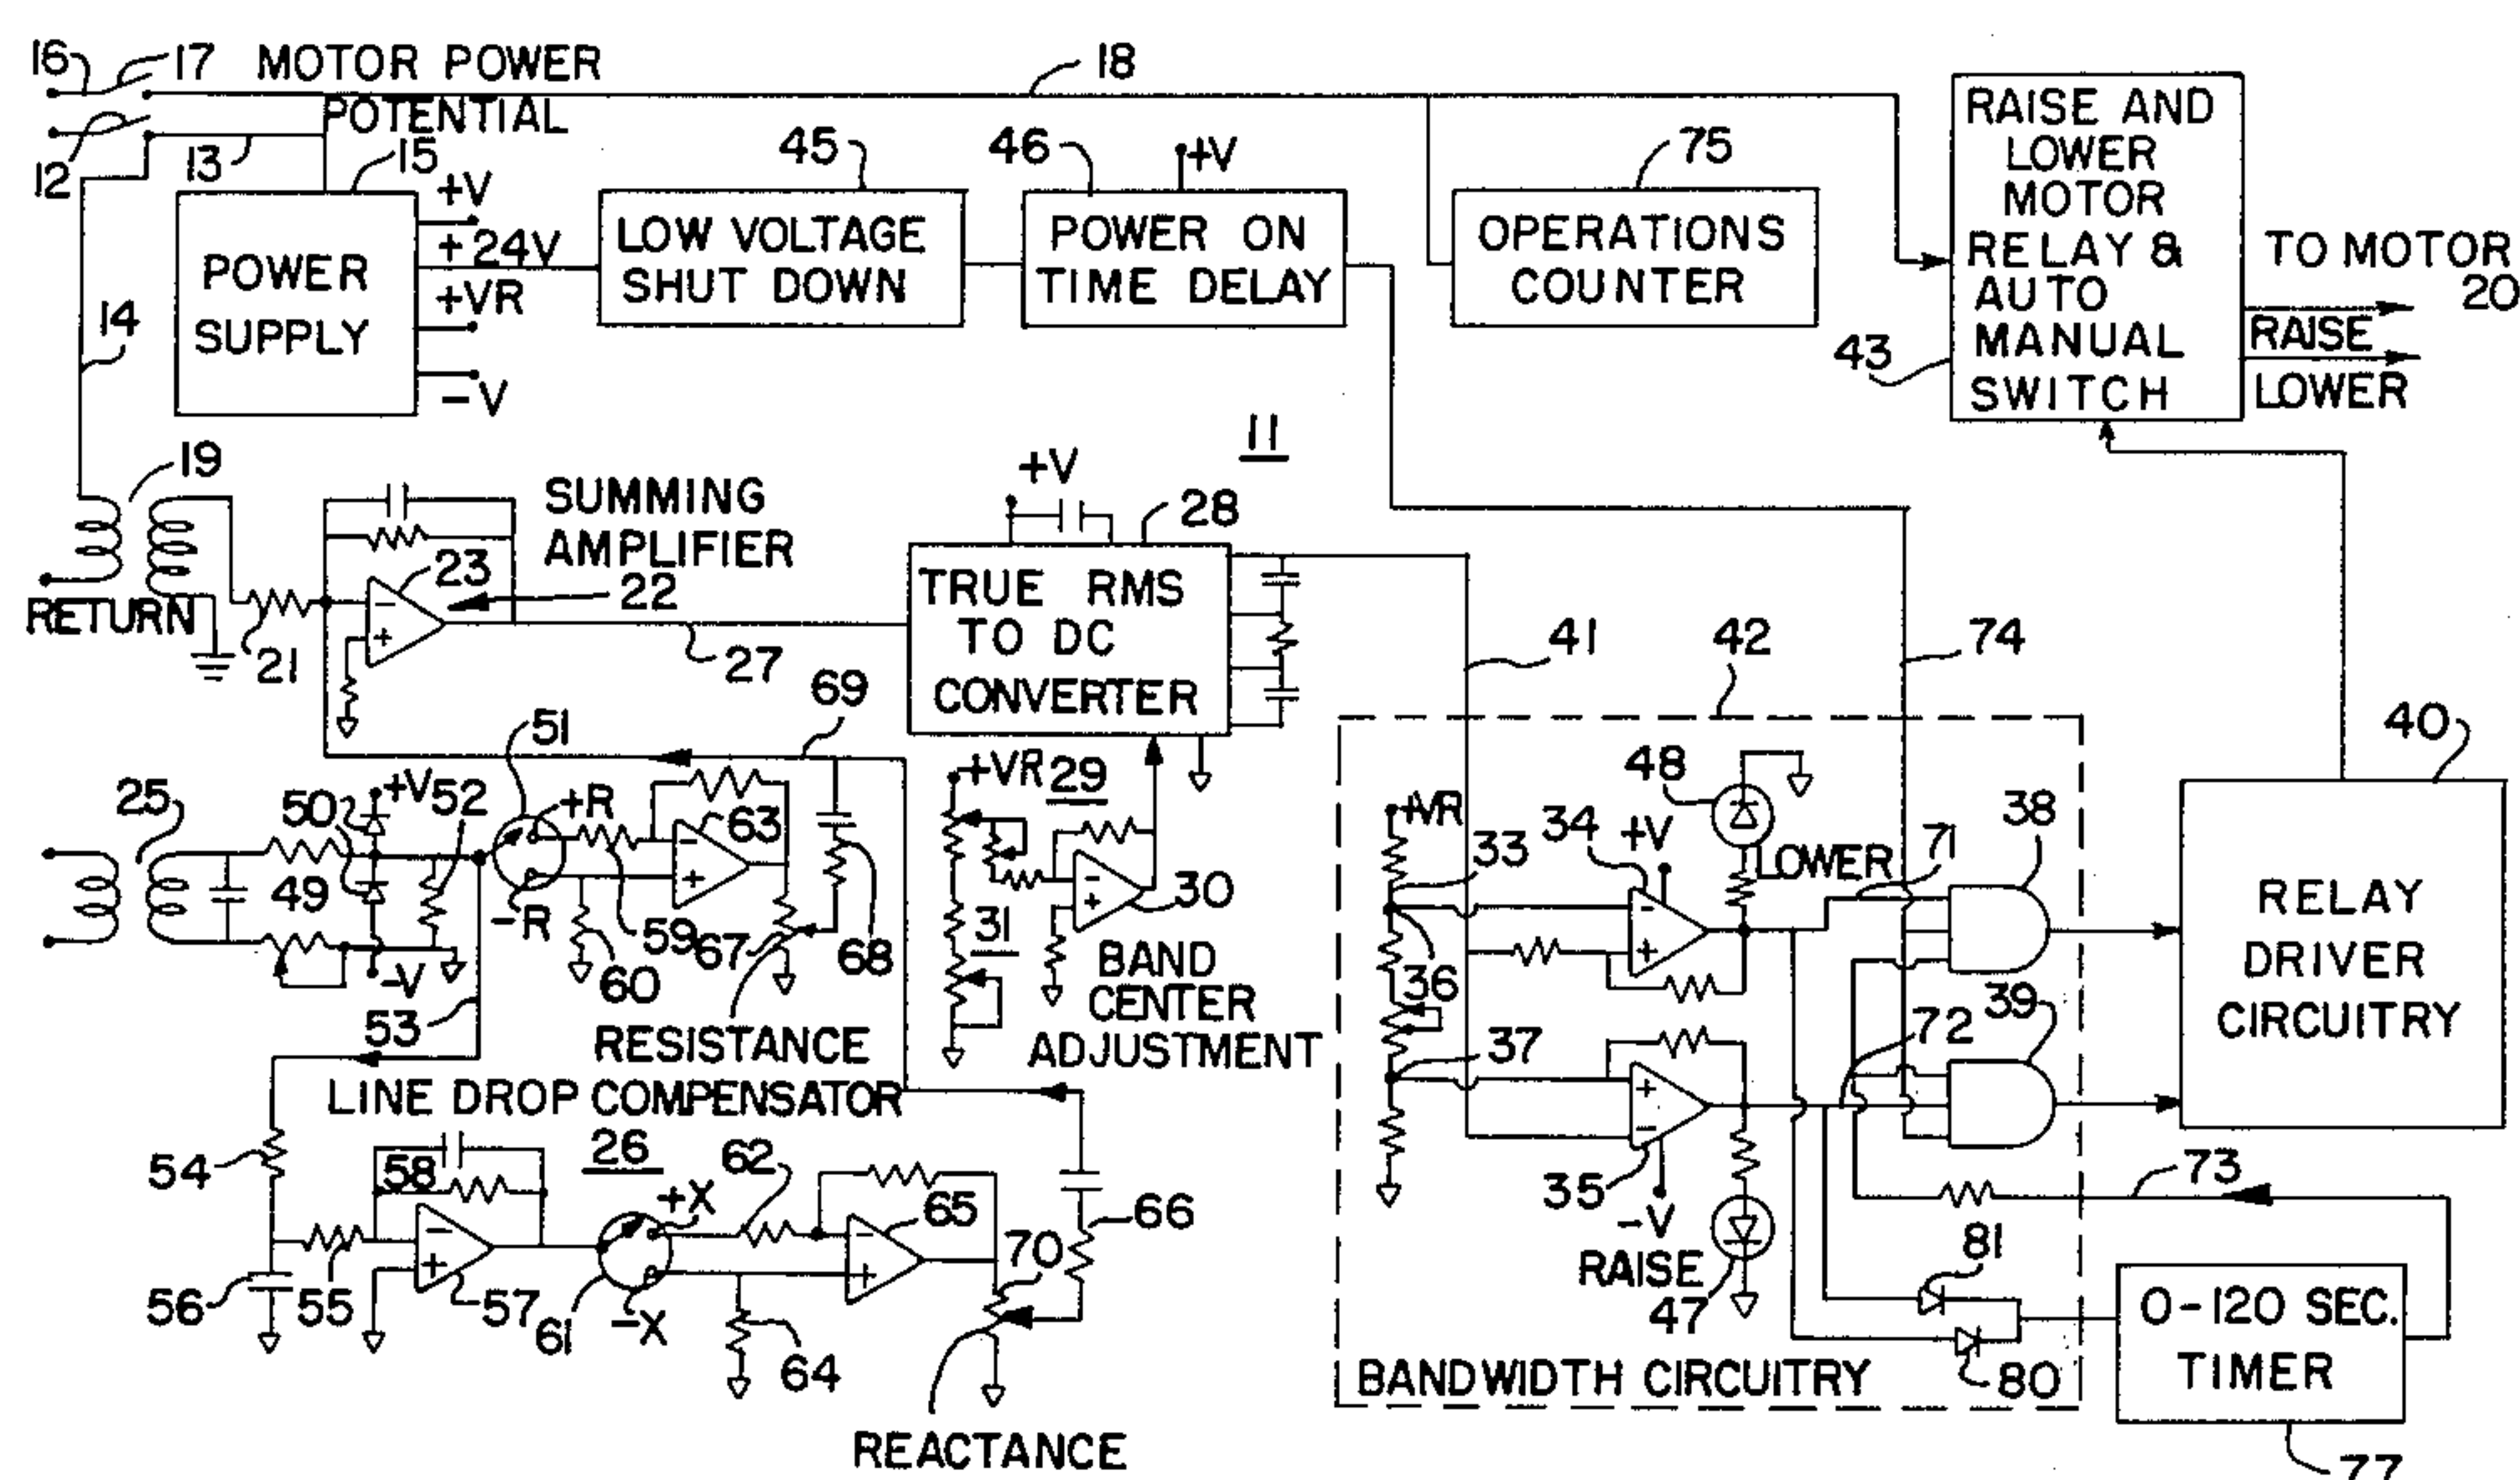 16 17 MOTOR POWER 18
POTENTIAL
12 13 15 45 46 +V 75
RAISE AND
LOWER
MOTOR
RELAY &
AUTO
MANUAL
SWITCH
43
TO MOTOR
20
RAISE
LOWER
POWER
SUPPLY
+V
+24V
+VR
-V
LOW VOLTAGE
SHUT DOWN
POWER ON
TIME DELAY
OPERATIONS
COUNTER
14
11
19
SUMMING
AMPLIFIER
23
22
-
+
RETURN
21
27
+V
28
TRUE RMS
TO DC
CONVERTER
41 42 74 40
69
51
25 50 +V 52 +R 63
49 -R 59 67 68
-
+
-V
60
53
+VR 29
-
+
30
31
BAND
CENTER
ADJUSTMENT
RESISTANCE
LINE DROP COMPENSATOR
26
54
58
62
+X
65
66
70
-
+
-
+
56 55 57 61 -X 64
REACTANCE
48
+VR
33 34 +V LOWER 71 38
-
+
36
37
72 39
+
-
35
-V
RAISE
47
73
81
80
BANDWIDTH CIRCUITRY
RELAY
DRIVER
CIRCUITRY
0-120 SEC.
TIMER
77